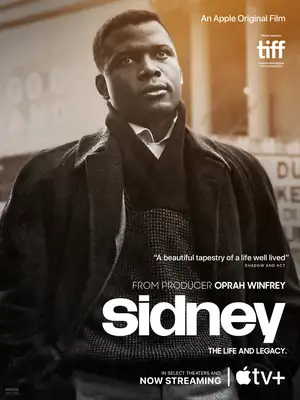 An Apple Original Film
tiff
"A beautiful tapestry of a life well lived"
SHADOW AND ACT
FROM PRODUCER OPRAH WINFREY
Sidney
THE LIFE AND LEGACY.
IN SELECT THEATERS AND
NOW STREAMING
tv+